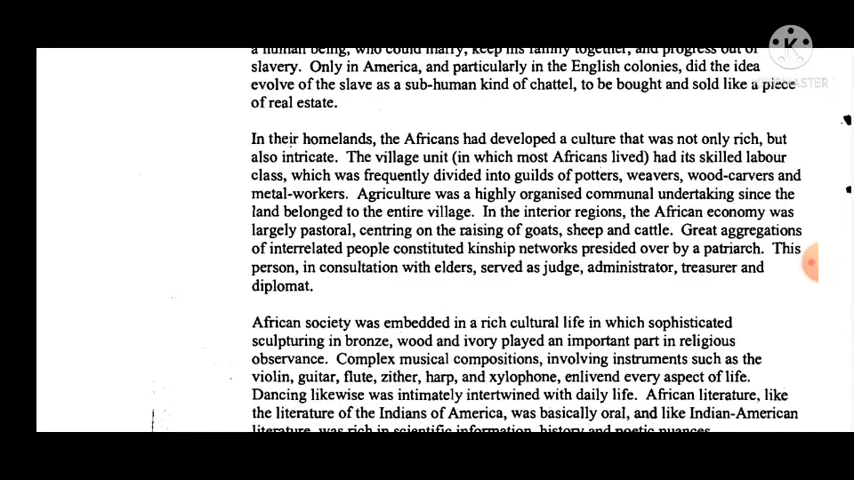 a human being, who could marry, keep his family together, and progress out of
slavery. Only in America, and particularly in the English colonies, did the idea
evolve of the slave as a sub-human kind of chattel, to be bought and sold like a piece
of real estate.
In their homelands, the Africans had developed a culture that was not only rich, but
also intricate. The village unit (in which most Africans lived) had its skilled labour
class, which was frequently divided into guilds of potters, weavers, wood-carvers and
metal-workers. Agriculture was a highly organised communal undertaking since the
land belonged to the entire village. In the interior regions, the African economy was
largely pastoral, centring on the raising of goats, sheep and cattle. Great aggregations
of interrelated people constituted kinship networks presided over by a patriarch. This
person, in consultation with elders, served as judge, administrator, treasurer and
diplomat.
African society was embedded in a rich cultural life in which sophisticated
sculpturing in bronze, wood and ivory played an important part in religious
observance. Complex musical compositions, involving instruments such as the
violin, guitar, flute, zither, harp, and xylophone, enlivend every aspect of life.
Dancing likewise was intimately intertwined with daily life. African literature, like
the literature of the Indians of America, was basically oral, and like Indian-American
literature, was rich in scientific information, history and poetic nuances.
K
KINEMASTER